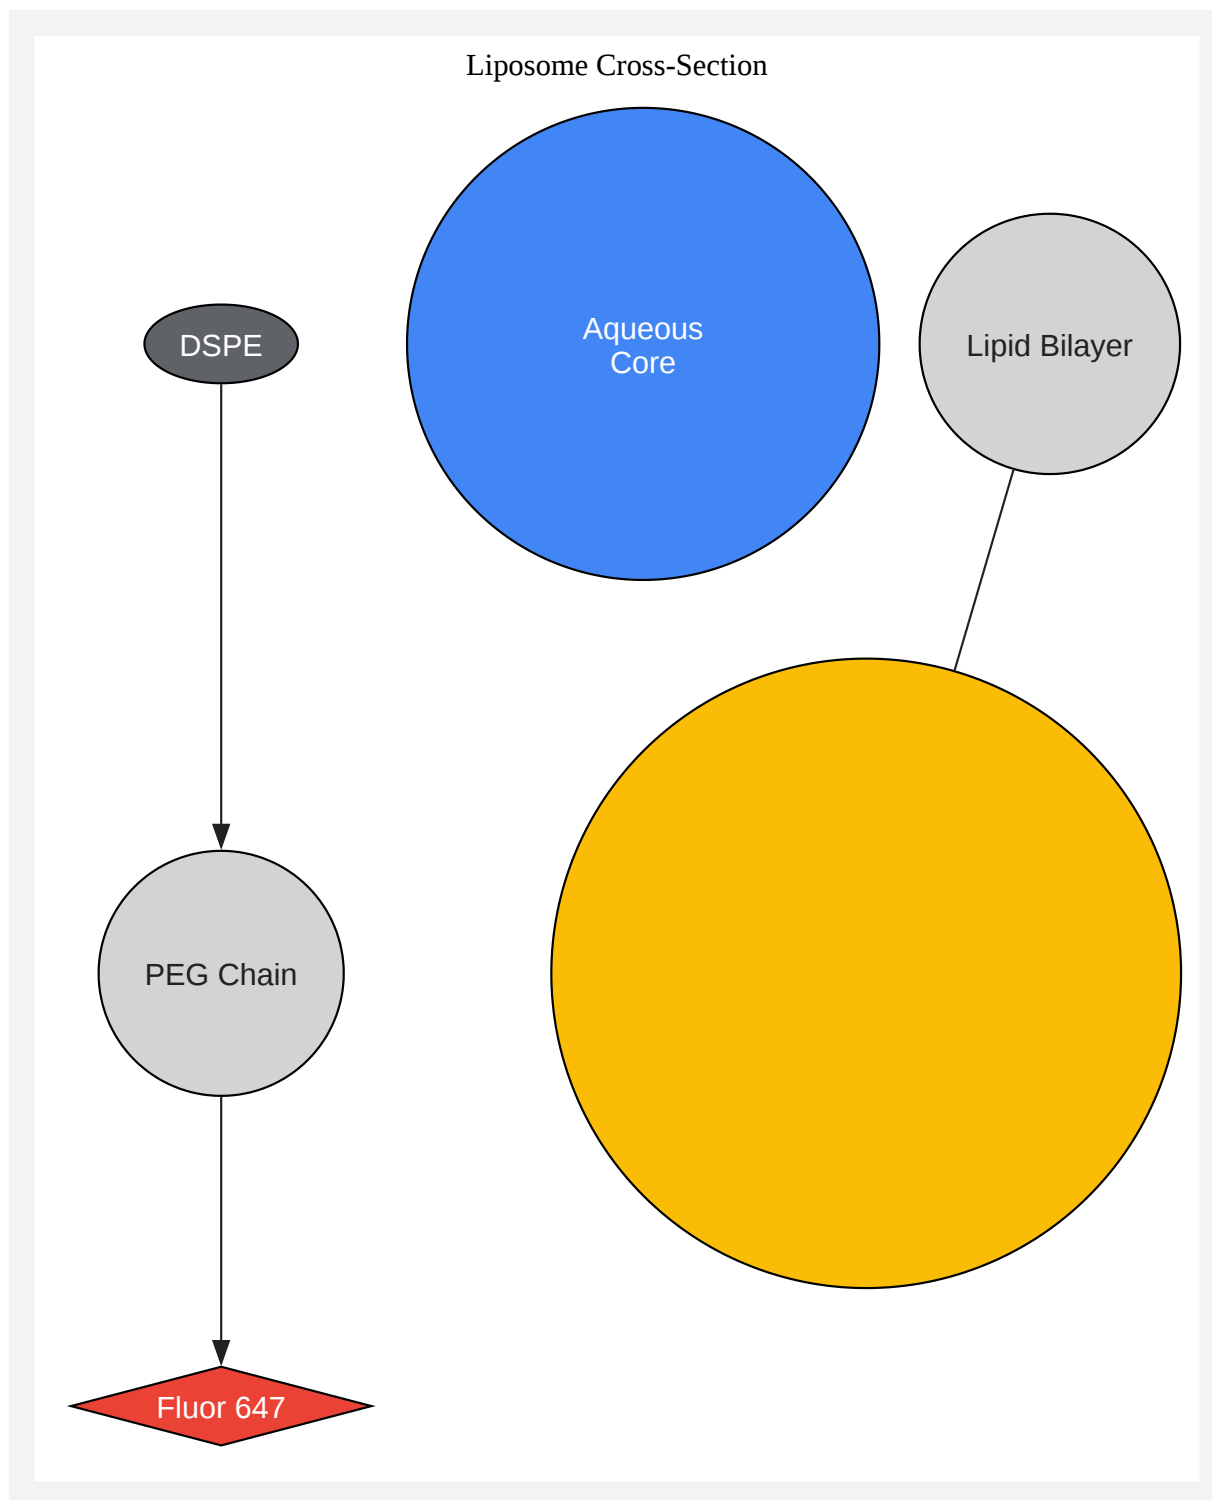 Liposome Cross-Section
DSPE
Aqueous
Core
Lipid Bilayer
PEG Chain
Fluor 647